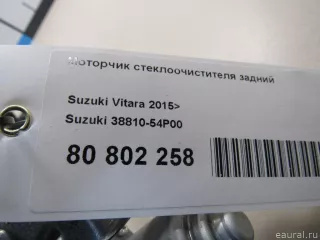 Моторчик стеклоочистителя задний
Suzuki Vitara 2015>
Suzuki 38810-54P00
80 802 258
eaural.ru